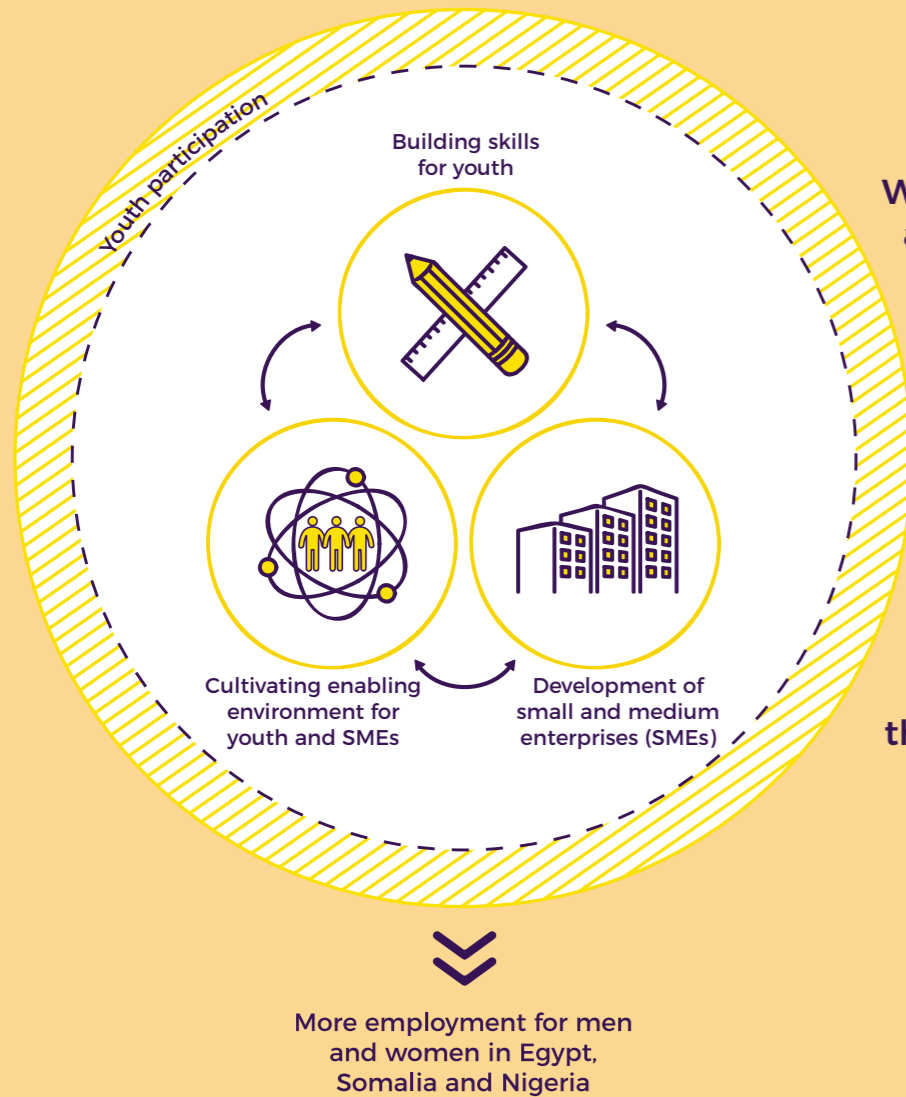 Youth participation
Building skills
for youth
Cultivating enabling
environment for
youth and SMEs
Development of
small and medium
enterprises (SMEs)
More employment for men
and women in Egypt,
Somalia and Nigeria